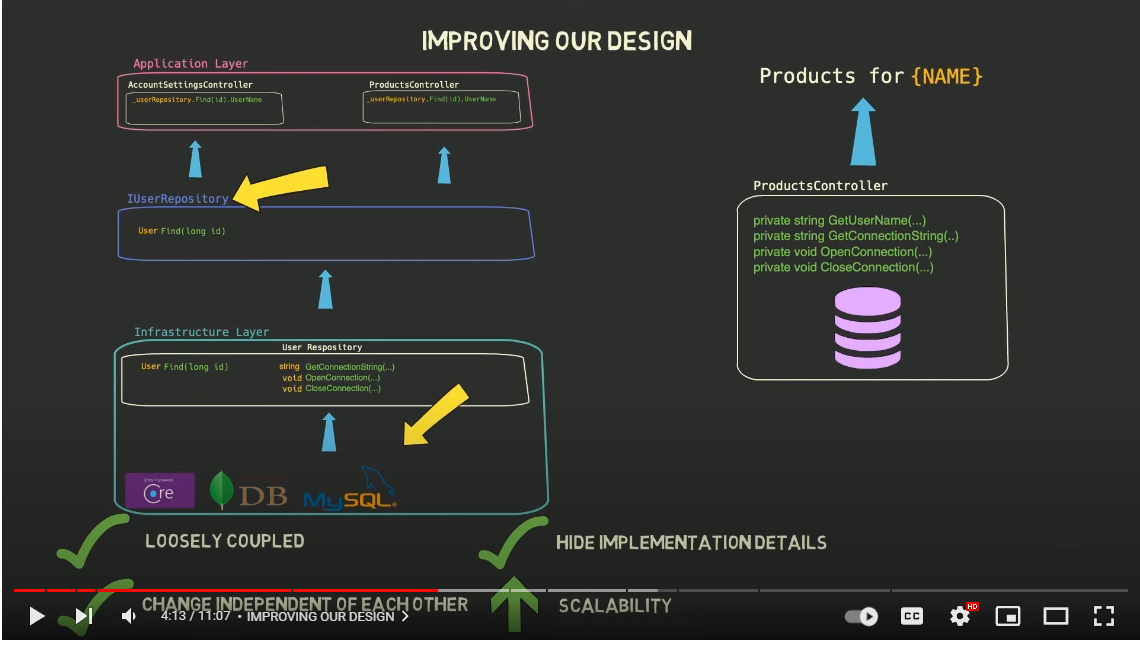 IMPROVING OUR DESIGN
Application Layer
AccountSettingsController
_userRepository.Find(id).UserName
ProductsController
_userRepository.Find(id).UserName
IUserRepository
User Find(long id)
Infrastructure Layer
User Respository
User Find(long id)
string GetConnectionString(...)
void OpenConnection(...)
void CloseConnection(...)
Entity Framework
Core
DB
MySQL®
Products for {NAME}
ProductsController
private string GetUserName(...)
private string GetConnectionString(..)
private void OpenConnection(...)
private void CloseConnection(...)
LOOSELY COUPLED
HIDE IMPLEMENTATION DETAILS
CHANGE INDEPENDENT OF EACH OTHER
SCALABILITY
4:13 / 11:07 • IMPROVING OUR DESIGN
CC
HD